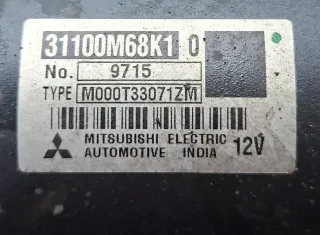 31100M68K1 0
No. 9715
TYPE M000T33071ZM
MITSUBISHI ELECTRIC
AUTOMOTIVE INDIA 12V